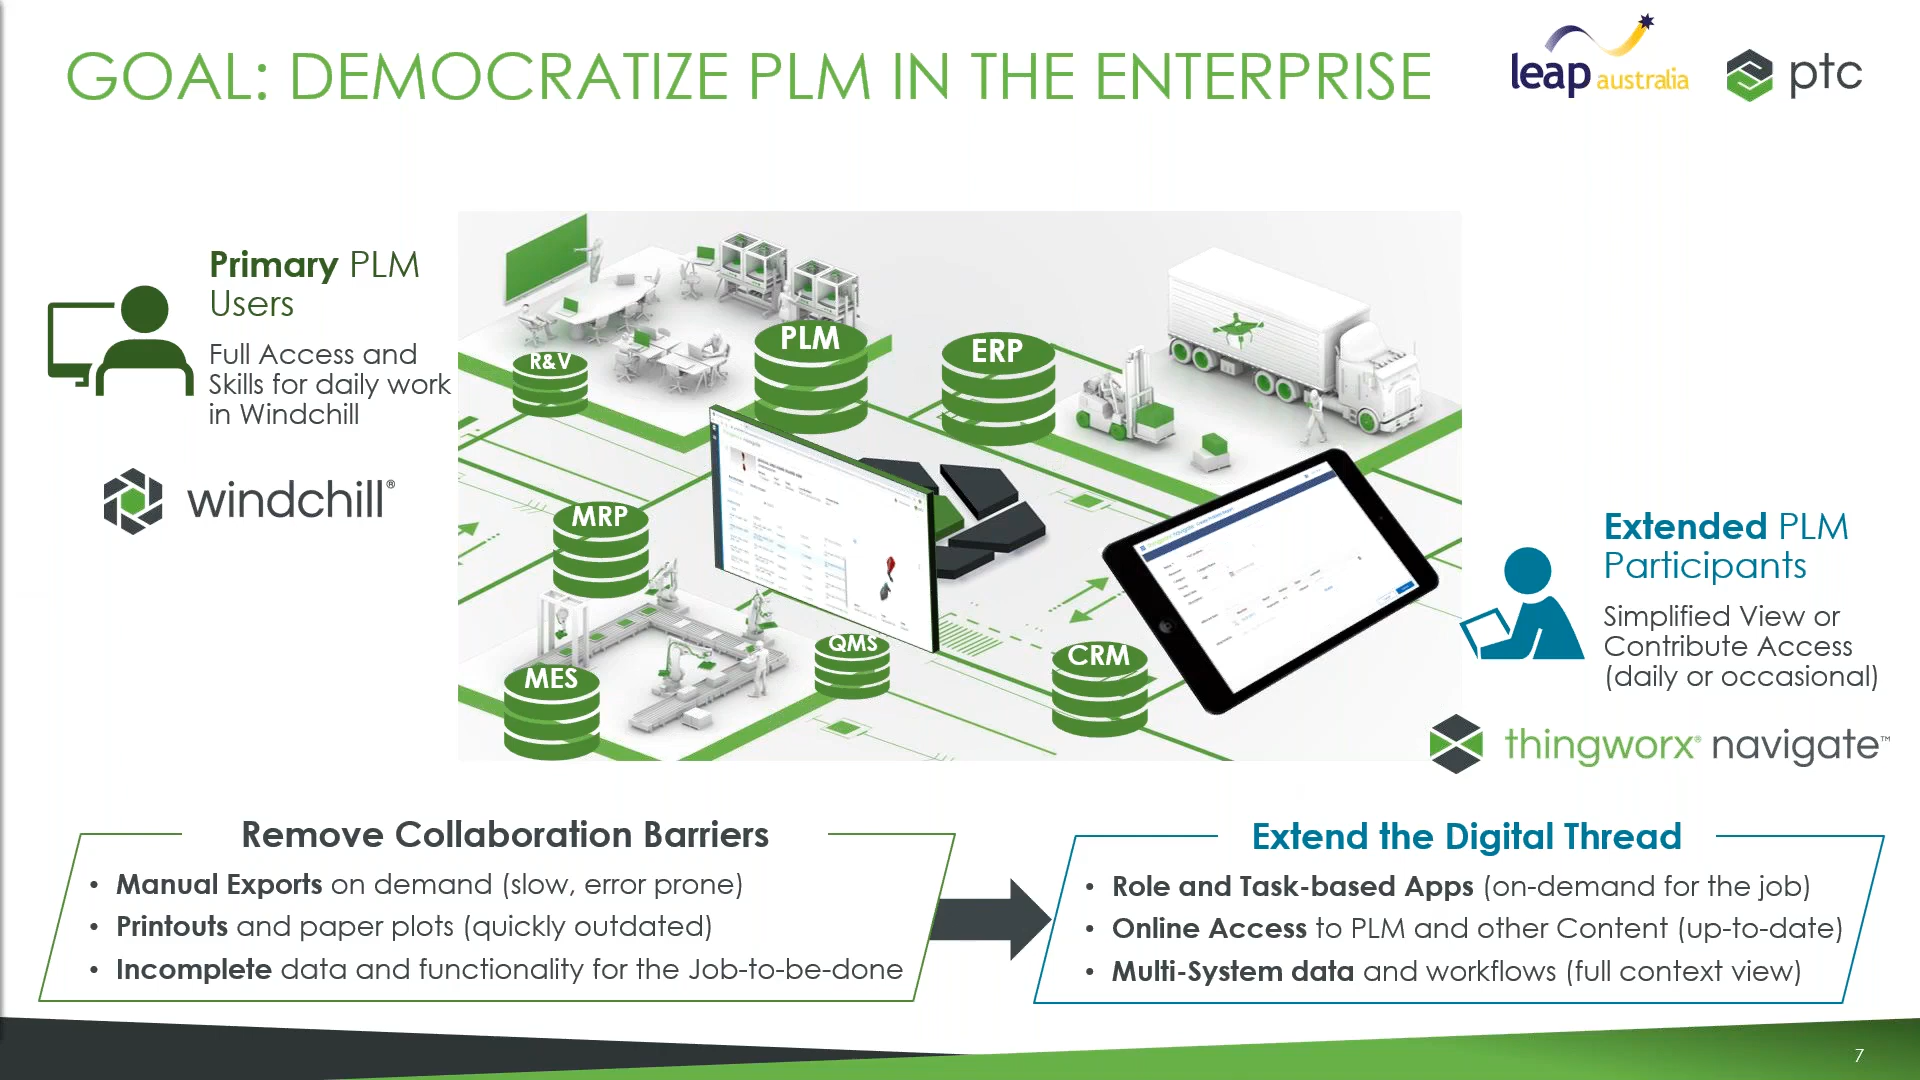 GOAL: DEMOCRATIZE PLM IN THE ENTERPRISE
leap australia
ptc
Primary PLM
Users
Full Access and
Skills for daily work
in Windchill
windchill®
R&V
PLM
ERP
MRP
MES
QMS
CRM
Extended PLM
Participants
Simplified View or
Contribute Access
(daily or occasional)
thingworx® navigate™
Remove Collaboration Barriers
• Manual Exports on demand (slow, error prone)
• Printouts and paper plots (quickly outdated)
• Incomplete data and functionality for the Job-to-be-done
Extend the Digital Thread
• Role and Task-based Apps (on-demand for the job)
• Online Access to PLM and other Content (up-to-date)
• Multi-System data and workflows (full context view)
7